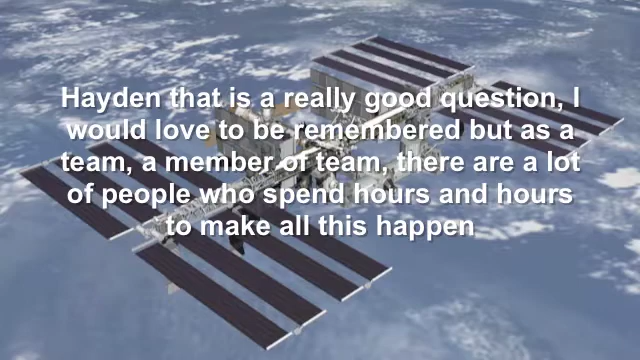 Hayden that is a really good question, I
would love to be remembered but as a
team, a member of team, there are a lot
of people who spend hours and hours
to make all this happen